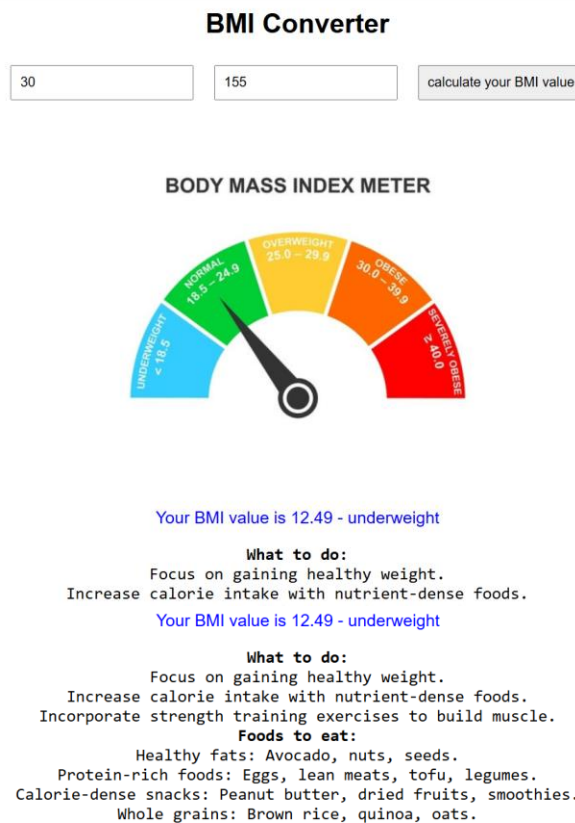 BMI Converter
30
155
calculate your BMI value
BODY MASS INDEX METER
UNDERWEIGHT
< 18.5
NORMAL
18.5 – 24.9
OVERWEIGHT
25.0 – 29.9
OBESE
30.0 – 39.9
SEVERELY OBESE
≥ 40.0
Your BMI value is 12.49 - underweight
What to do:
Focus on gaining healthy weight.
Increase calorie intake with nutrient-dense foods.
Your BMI value is 12.49 - underweight
What to do:
Focus on gaining healthy weight.
Increase calorie intake with nutrient-dense foods.
Incorporate strength training exercises to build muscle.
Foods to eat:
Healthy fats: Avocado, nuts, seeds.
Protein-rich foods: Eggs, lean meats, tofu, legumes.
Calorie-dense snacks: Peanut butter, dried fruits, smoothies.
Whole grains: Brown rice, quinoa, oats.